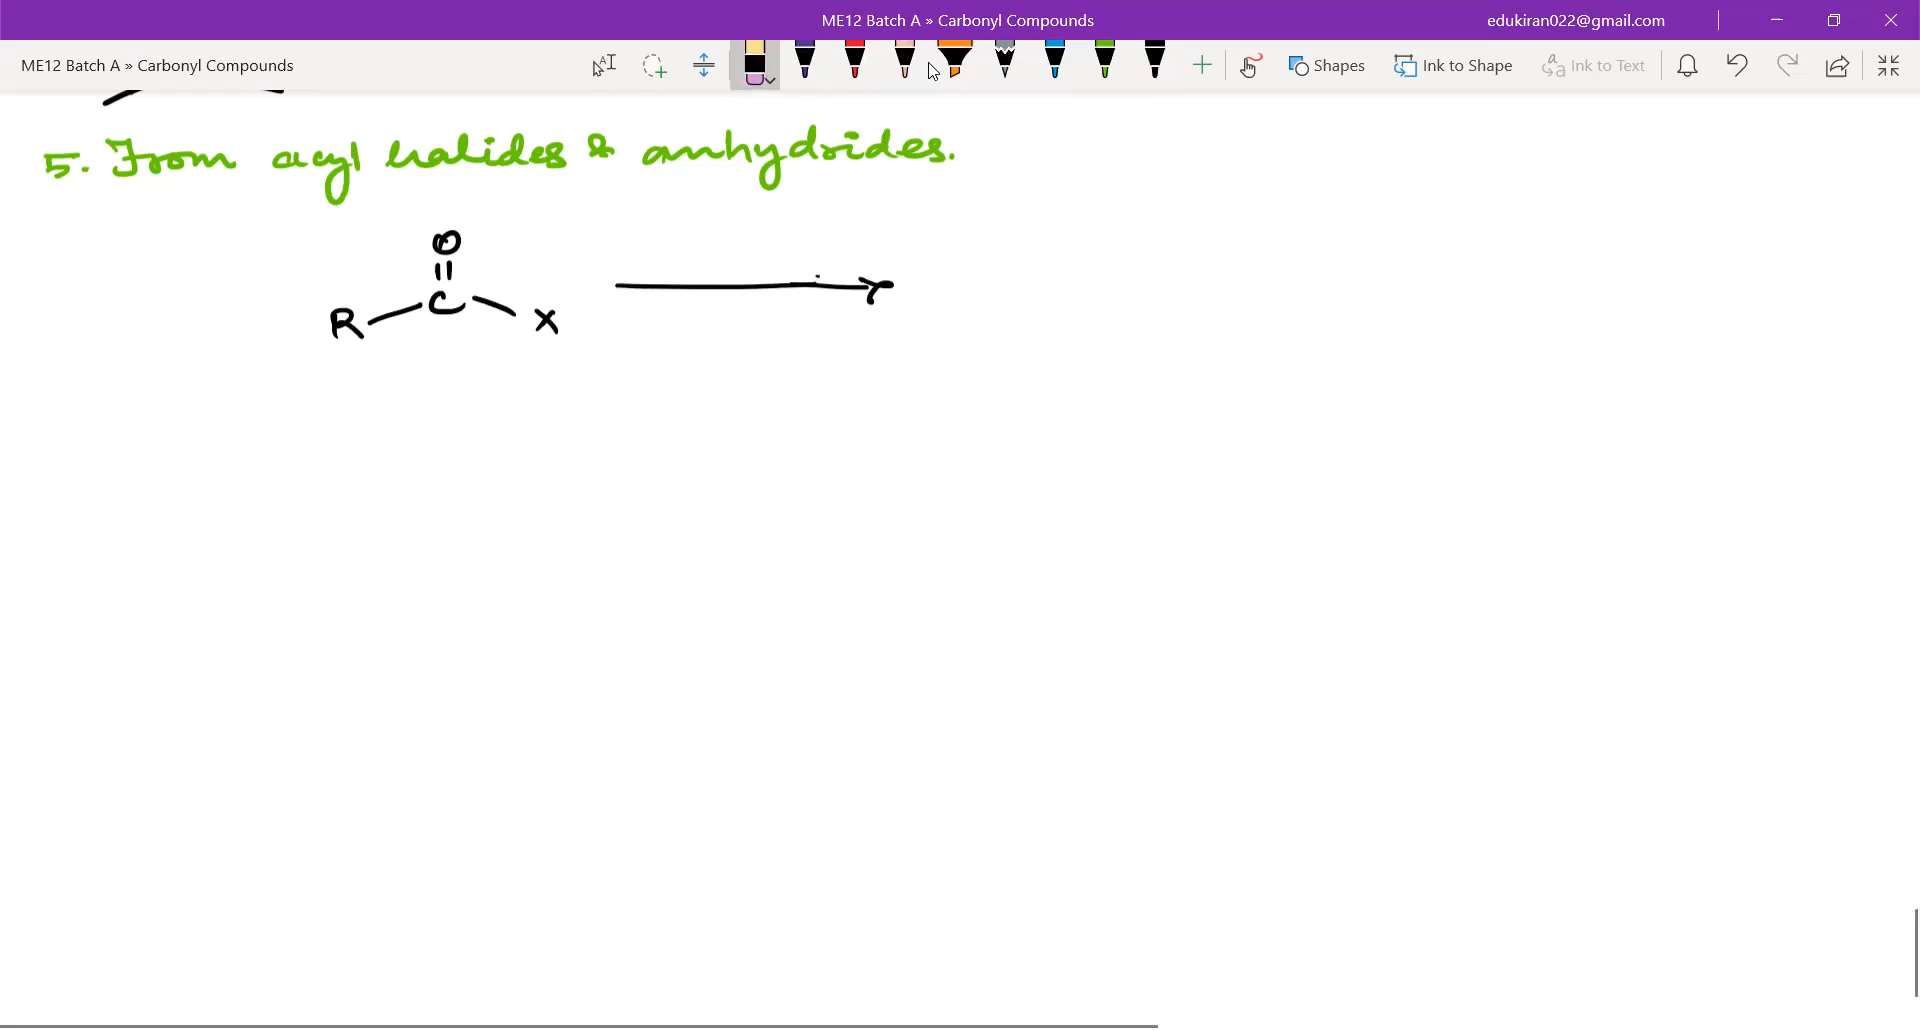 ME12 Batch A » Carbonyl Compounds
edukiran022@gmail.com
ME12 Batch A » Carbonyl Compounds
Shapes
Ink to Shape
Ink to Text
5. From acyl halides & anhydrides.
O
R C X